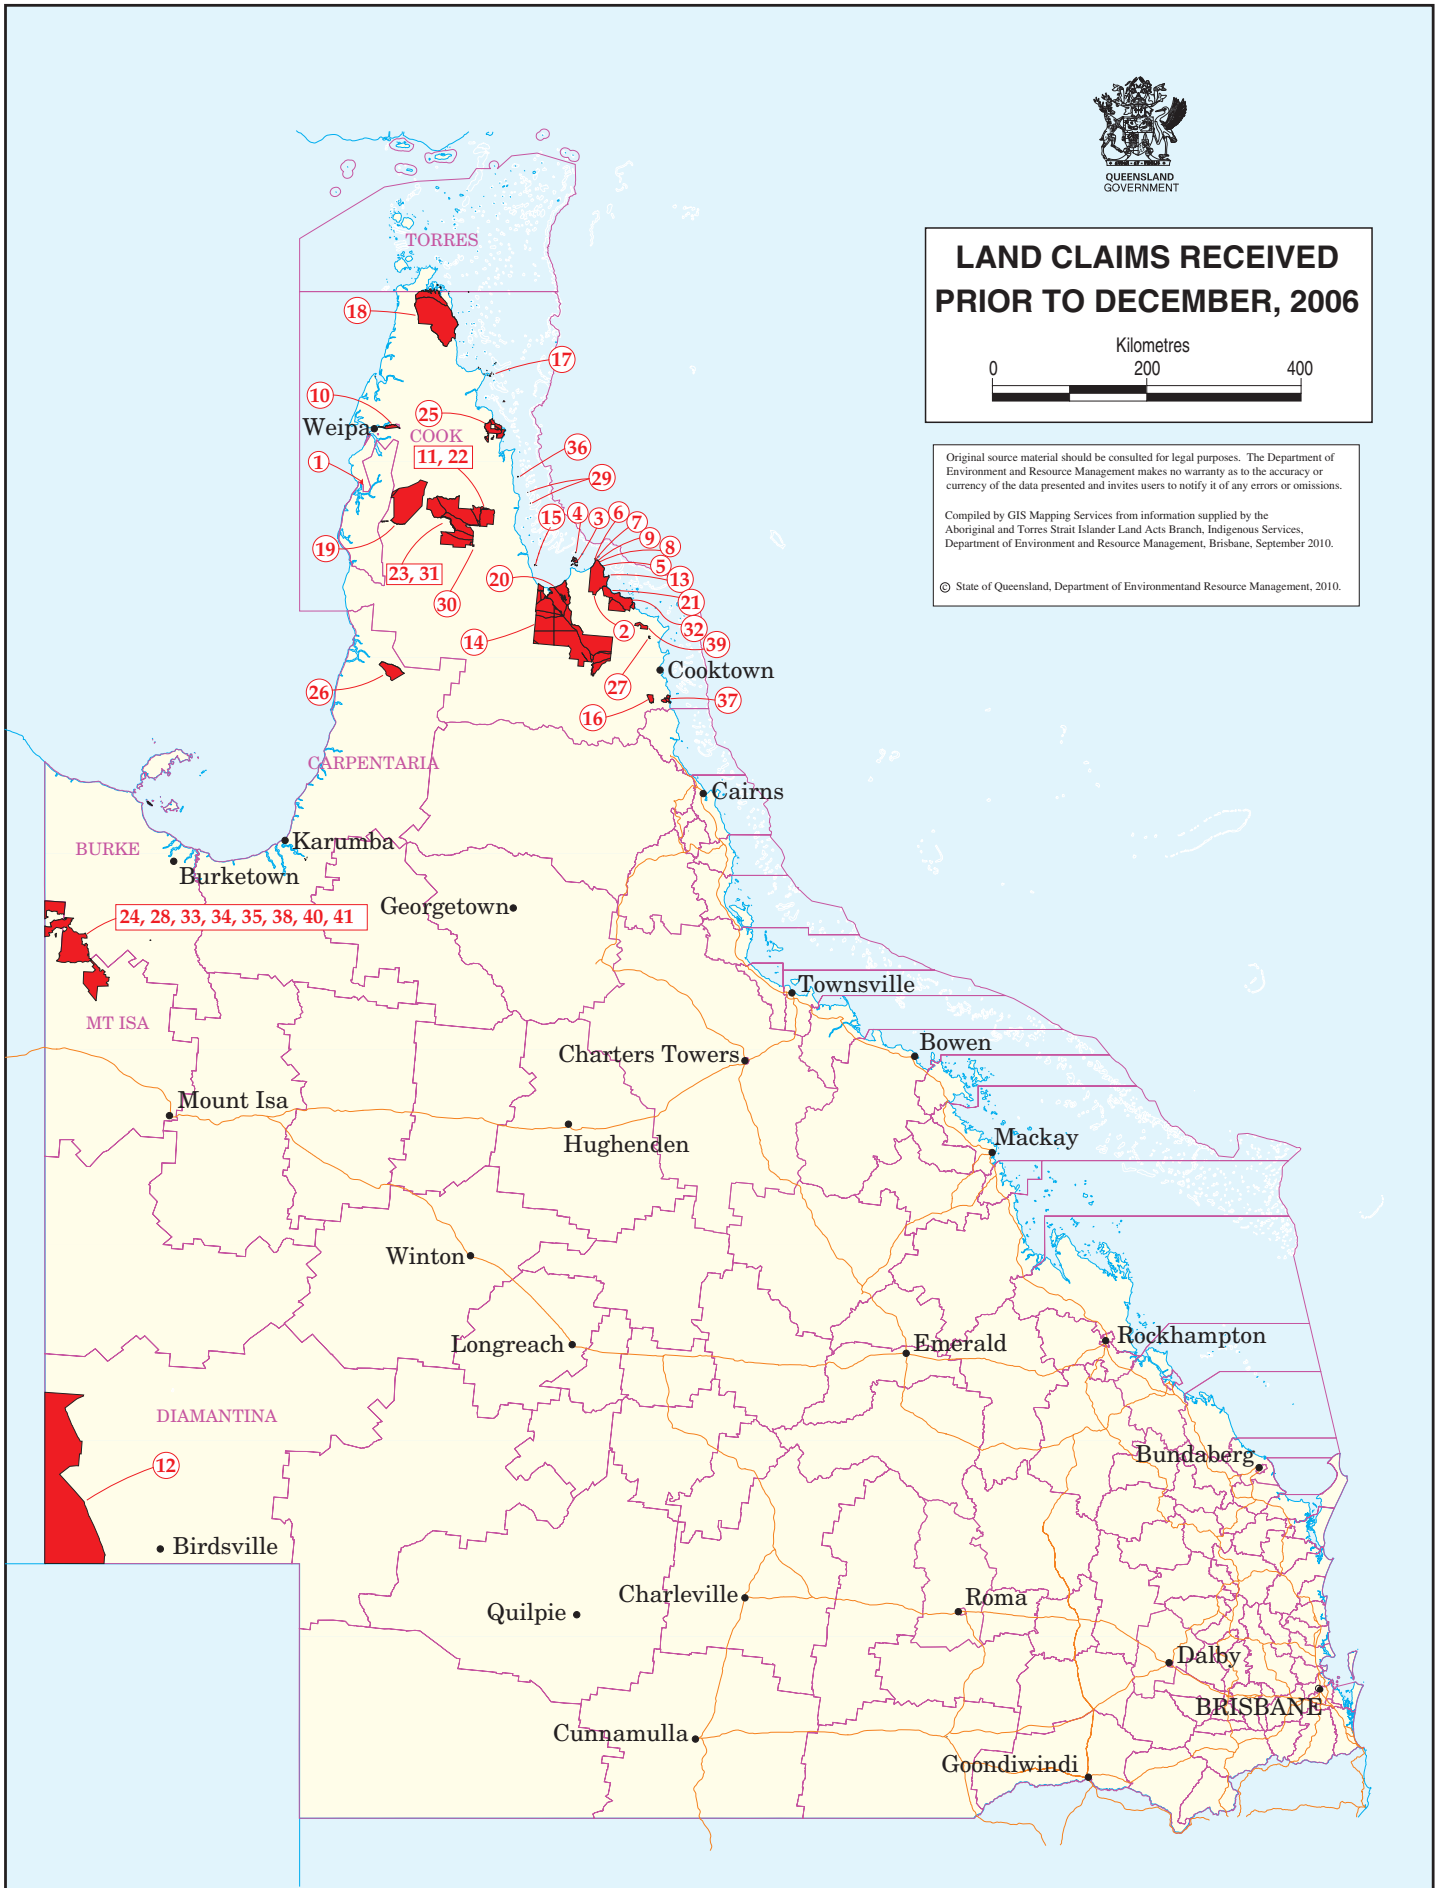 QUEENSLAND
GOVERNMENT
LAND CLAIMS RECEIVED
PRIOR TO DECEMBER, 2006
Kilometres
0 200 400
Original source material should be consulted for legal purposes. The Department of
Environment and Resource Management makes no warranty as to the accuracy or
currency of the data presented and invites users to notify it of any errors or omissions.
Compiled by GIS Mapping Services from information supplied by the
Aboriginal and Torres Strait Islander Land Acts Branch, Indigenous Services,
Department of Environment and Resource Management, Brisbane, September 2010.
© State of Queensland, Department of Environmentand Resource Management, 2010.
TORRES
18
17
10
25
Weipa
COOK
11, 22
36
1
29
15
4
3
6
7
9
8
5
13
19
23, 31
20
21
30
32
2
14
39
Cooktown
27
26
37
16
CARPENTARIA
Cairns
Karumba
BURKE
Burketown
24, 28, 33, 34, 35, 38, 40, 41
Georgetown
Townsville
MT ISA
Bowen
Charters Towers
Mount Isa
Hughenden
Mackay
Winton
Longreach
Emerald
Rockhampton
DIAMANTINA
12
Bundaberg
Birdsville
Charleville
Roma
Quilpie
Dalby
BRISBANE
Cunnamulla
Goondiwindi